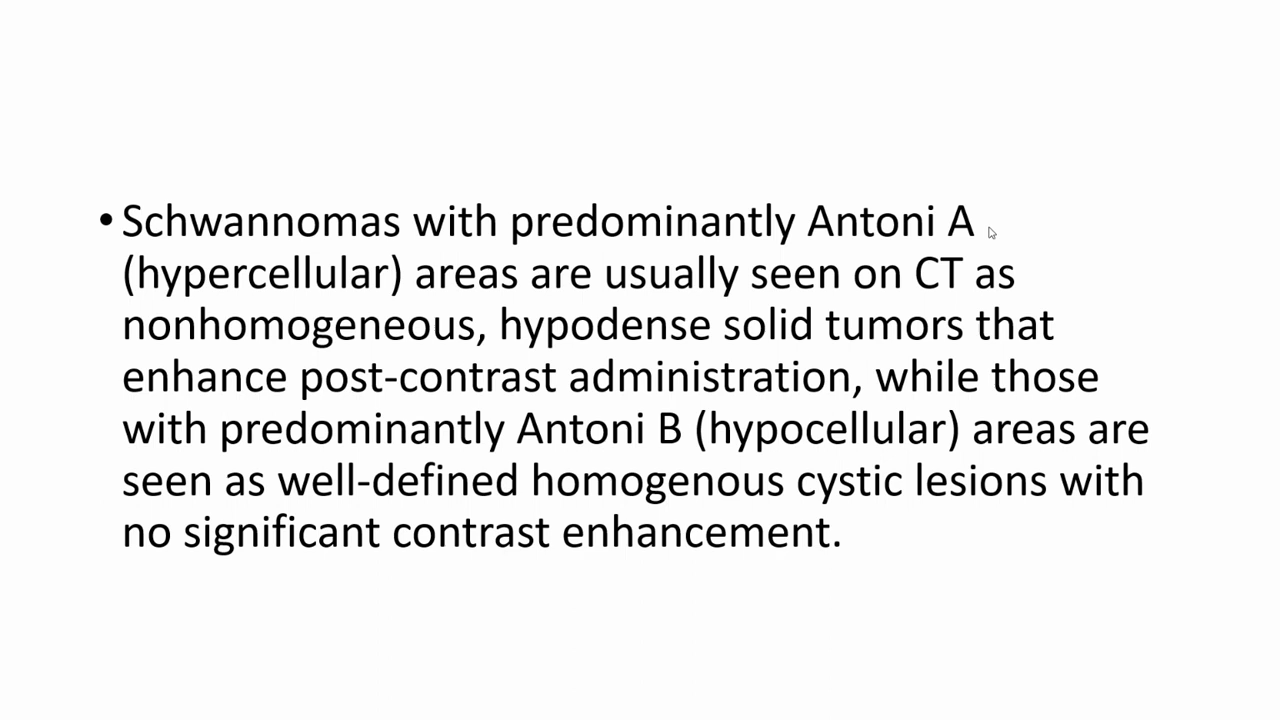 • Schwannomas with predominantly Antoni A
(hypercellular) areas are usually seen on CT as
nonhomogeneous, hypodense solid tumors that
enhance post-contrast administration, while those
with predominantly Antoni B (hypocellular) areas are
seen as well-defined homogenous cystic lesions with
no significant contrast enhancement.